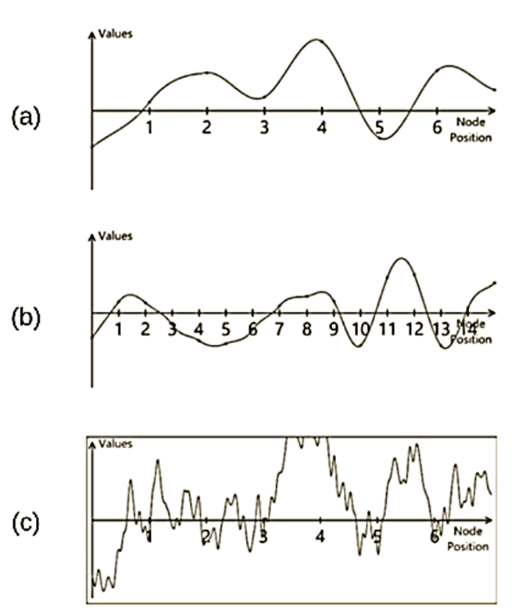 (a)
Values
1 2 3 4 5 6
Node
Position
(b)
Values
1 2 3 4 5 6 7 8 9 10 11 12 13 14
Node
Position
(c)
Values
1 2 3 4 5 6
Node
Position